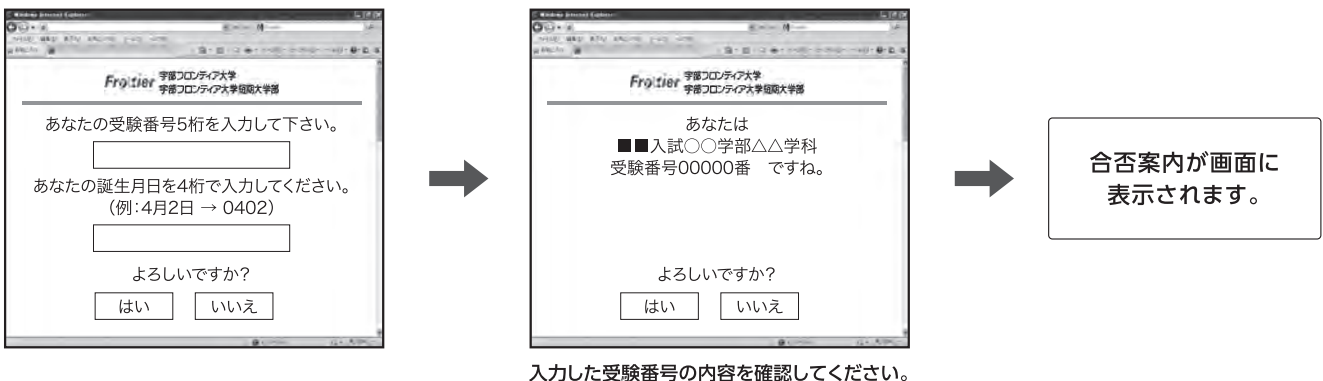 Windows Internet Explorer
Frontier 宇部フロンティア大学
宇部フロンティア大学短期大学部
あなたの受験番号5桁を入力して下さい。
あなたの誕生月日を4桁で入力してください。
(例:4月2日 → 0402)
よろしいですか?
はい いいえ
Windows Internet Explorer
Frontier 宇部フロンティア大学
宇部フロンティア大学短期大学部
あなたは
■■入試○○学部△△学科
受験番号00000番 ですね。
よろしいですか?
はい いいえ
入力した受験番号の内容を確認してください。
合否案内が画面に
表示されます。